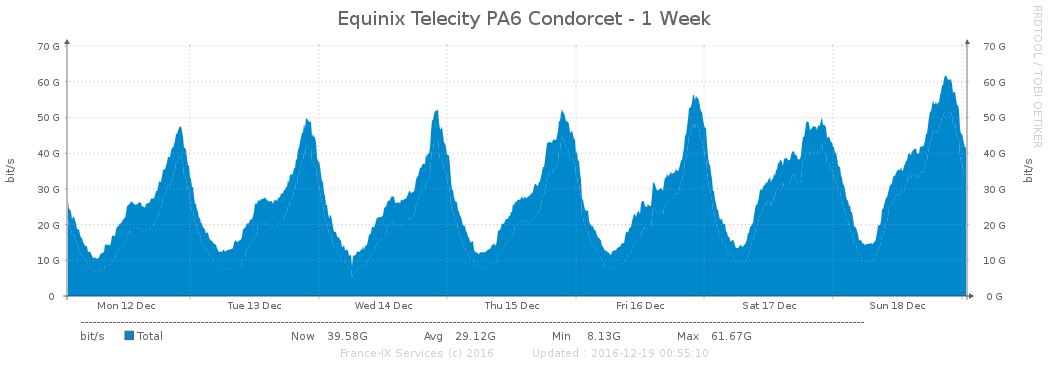 Equinix Telecity PA6 Condorcet - 1 Week
RRDTOOL / TOBI OETIKER
70 G 70 G
60 G 60 G
50 G 50 G
40 G 40 G
30 G 30 G
20 G 20 G
10 G 10 G
0 0 G
bit/s
bit/s
Mon 12 Dec Tue 13 Dec Wed 14 Dec Thu 15 Dec Fri 16 Dec Sat 17 Dec Sun 18 Dec
bit/s Total Now 39.58G Avg 29.12G Min 8.13G Max 61.67G
France-IX Services (c) 2016 Updated : 2016-12-19 00:55:10